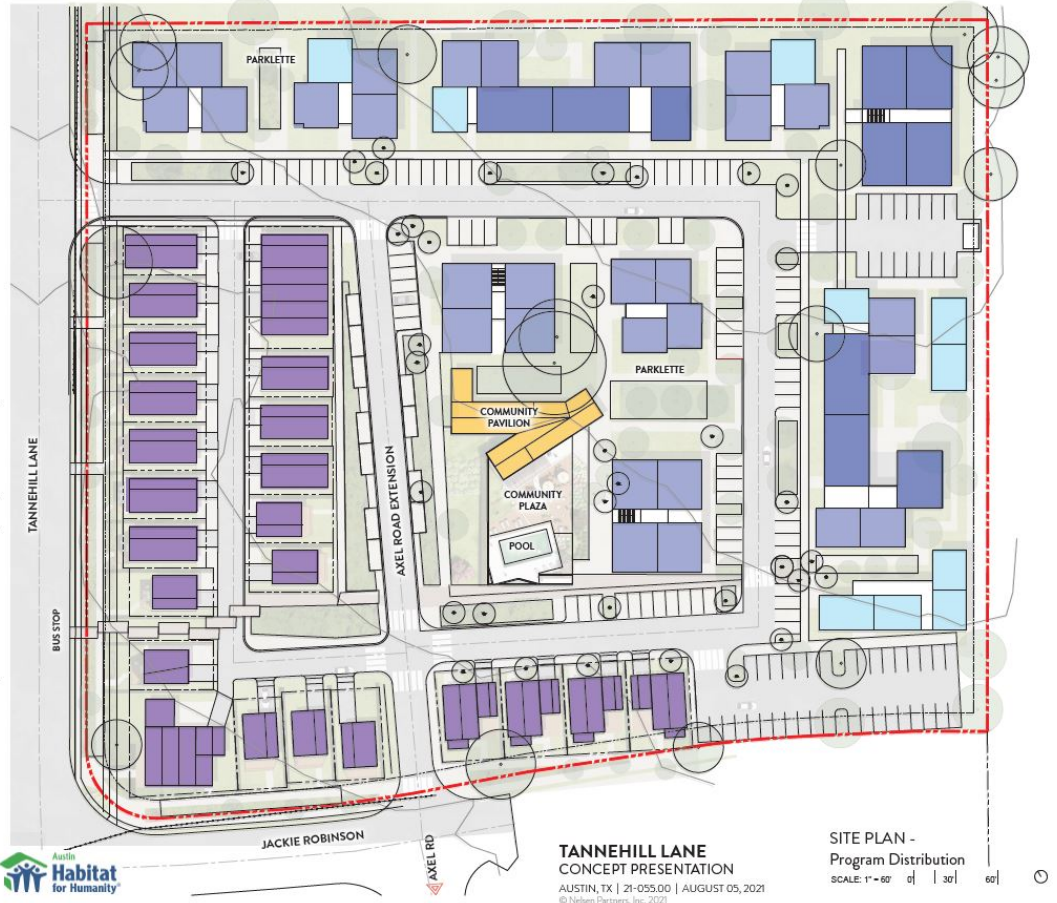 PARKLETTE
TANNEHILL LANE
BUS STOP
AXEL ROAD EXTENSION
COMMUNITY
PAVILION
PARKLETTE
COMMUNITY
PLAZA
POOL
JACKIE ROBINSON
AXEL RD
Austin
Habitat
for Humanity®
TANNEHILL LANE
CONCEPT PRESENTATION
AUSTIN, TX | 21-055.00 | AUGUST 05, 2021
© Nelsen Partners, Inc. 2021
SITE PLAN -
Program Distribution
SCALE: 1" = 60' 0' 30' 60'